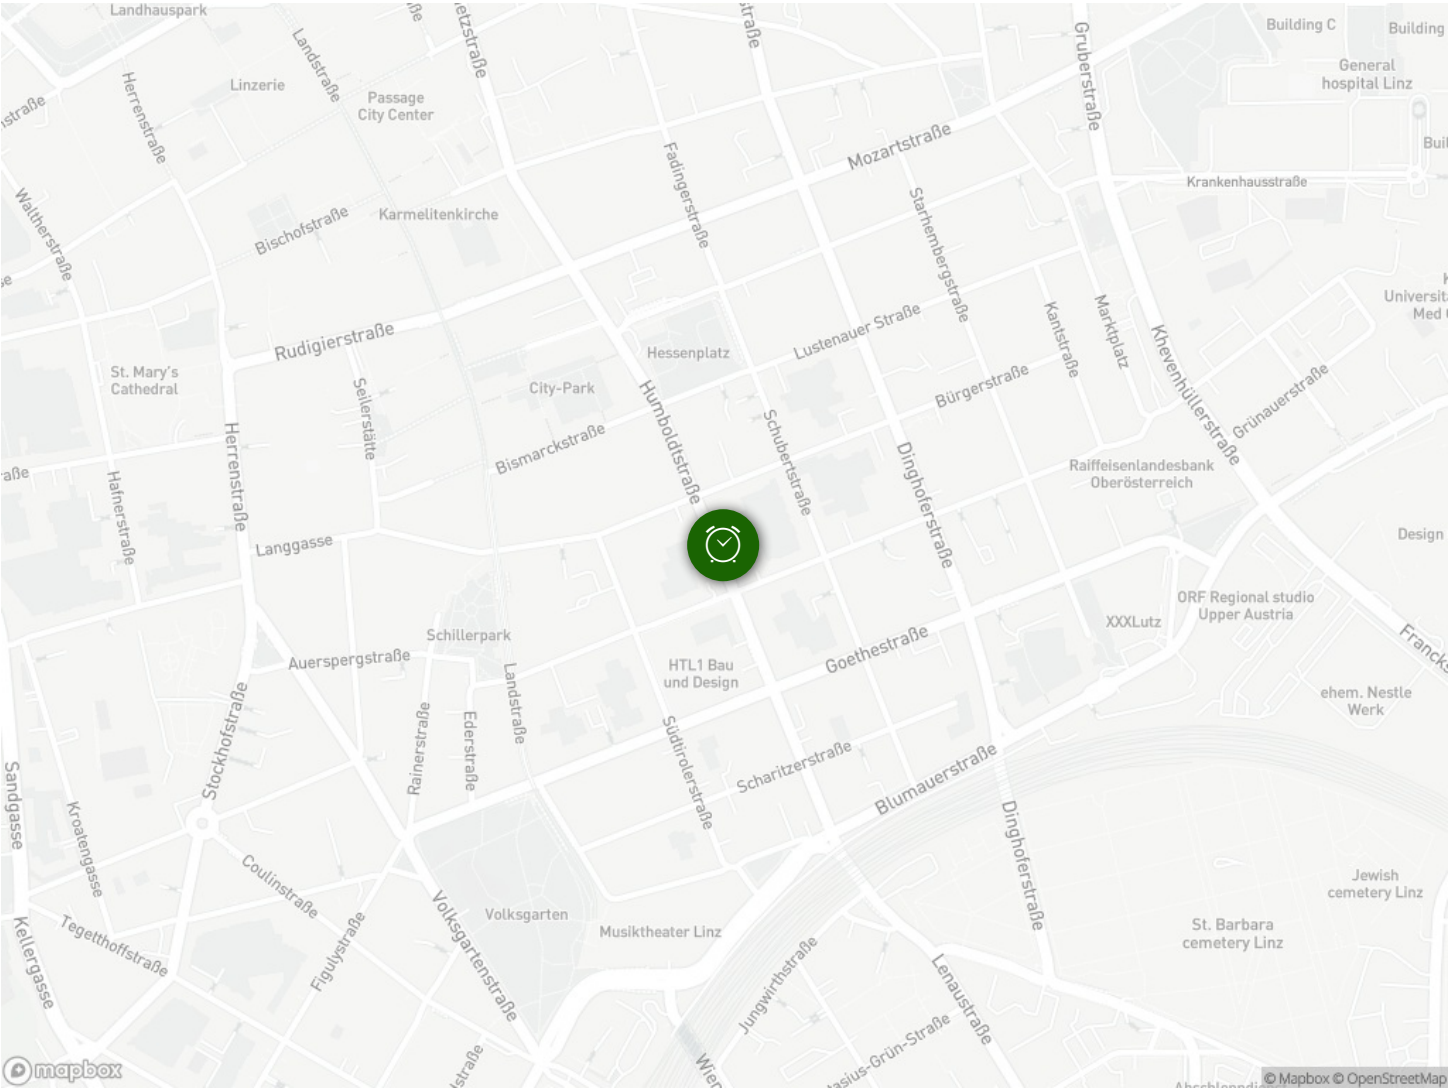 Landhauspark
Landstraße
Linzerie
Herrenstraße
Passage
City Center
Gruberstraße
Building C
Building
General
hospital Linz
Mozartstraße
Krankenhausstraße
Fadingerstraße
Starhembergstraße
Waltherstraße
Bischofstraße
Karmelitenkirche
Rudigierstraße
Hessenplatz
Lustenauer Straße
Kantstraße
Marktplatz
Khevenhüllerstraße
St. Mary's
Cathedral
Seilerstätte
City-Park
Humboldtstraße
Schubertstraße
Bürgerstraße
Grünauerstraße
Bismarckstraße
Herrenstraße
Hafnerstraße
Dinghoferstraße
Raiffeisenlandesbank
Oberösterreich
Langgasse
Design
Schillerpark
Auerspergstraße
Landstraße
HTL1 Bau
und Design
Goethestraße
XXXLutz
ORF Regional studio
Upper Austria
ehem. Nestle
Werk
Stockhofstraße
Rainerstraße
Ederstraße
Südtirolerstraße
Scharitzerstraße
Blumauerstraße
Sandgasse
Kroatengasse
Coulinstraße
Dinghoferstraße
Jewish
cemetery Linz
St. Barbara
cemetery Linz
Kellergasse
Tegetthoffstraße
Figulystraße
Volksgartenstraße
Volksgarten
Musiktheater Linz
Jungwirthstraße
Lenaustraße
mapbox
© Mapbox © OpenStreetMap